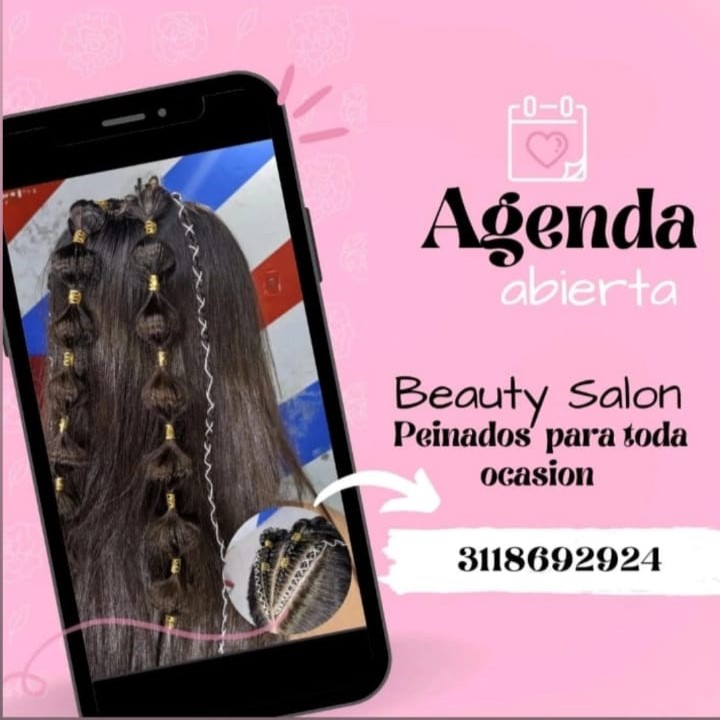 Agenda
abierta
Beauty Salon
Peinados para toda
ocasion
3118692924